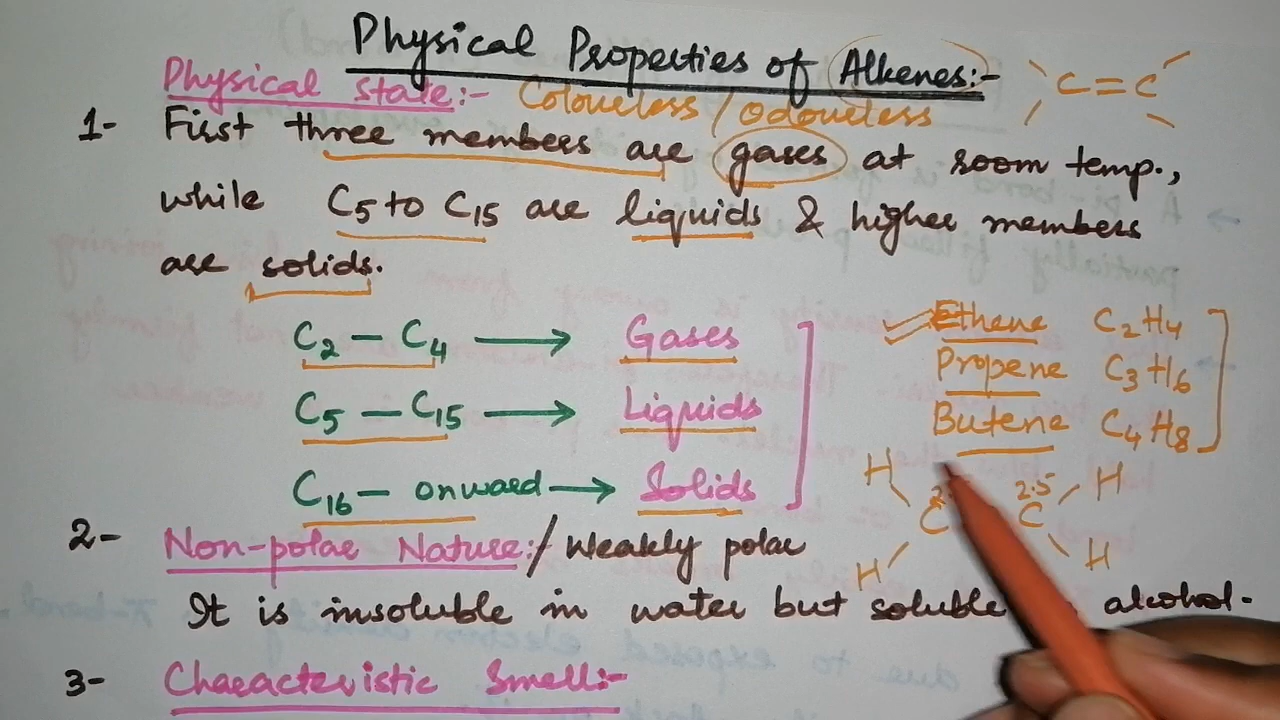 Physical Properties of Alkenes:-
C=C
Physical State:- Colourless / Odourless
1- First three members are gases at room temp.,
while C5 to C15 are liquids & higher members
are solids.
C2 - C4 → Gases
C5 - C15 → Liquids
C16 - onward → Solids
Ethene C2H4
Propene C3H6
Butene C4H8
H 2.5 H
C C
H H
2- Non-polar Nature:/ Weakly polar
It is insoluble in water but soluble alcohol.
3- Characteristic Smell:-